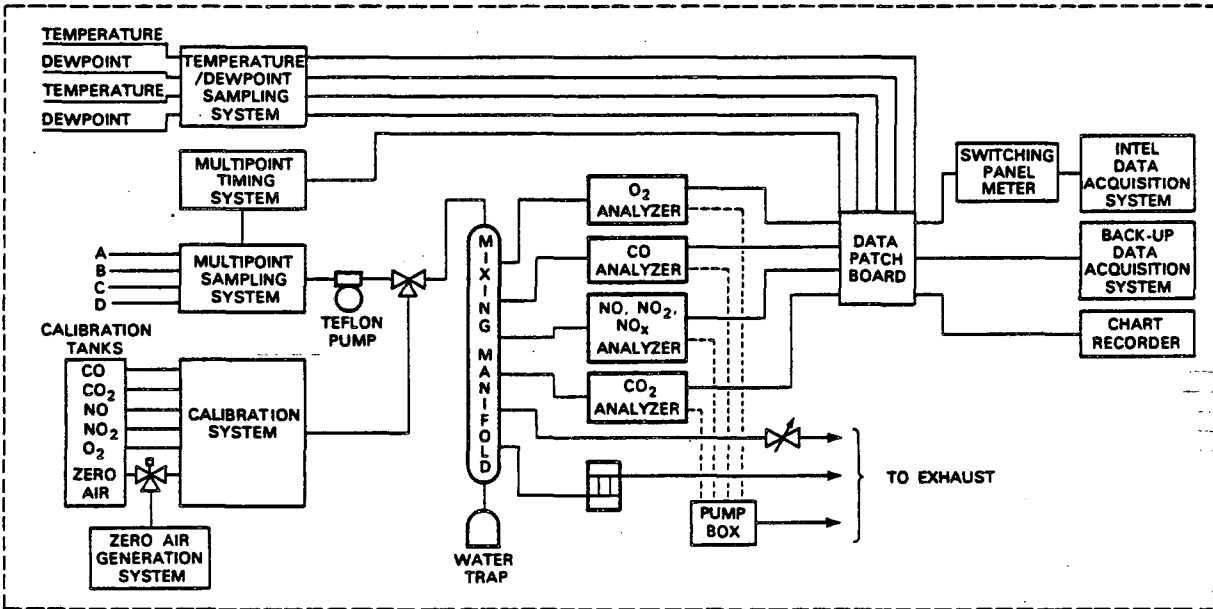 TEMPERATURE
DEWPOINT
TEMPERATURE
DEWPOINT
TEMPERATURE
/DEWPOINT
SAMPLING
SYSTEM
MULTIPOINT
TIMING
SYSTEM
A
B
C
D
MULTIPOINT
SAMPLING
SYSTEM
TEFLON
PUMP
CALIBRATION
TANKS
CO
CO₂
NO
NO₂
O₂
ZERO
AIR
CALIBRATION
SYSTEM
ZERO AIR
GENERATION
SYSTEM
MIXING MANIFOLD
WATER
TRAP
O₂
ANALYZER
CO
ANALYZER
NO, NO₂,
NOₓ
ANALYZER
CO₂
ANALYZER
PUMP
BOX
TO EXHAUST
DATA
PATCH
BOARD
SWITCHING
PANEL
METER
INTEL
DATA
ACQUISITION
SYSTEM
BACK-UP
DATA
ACQUISITION
SYSTEM
CHART
RECORDER